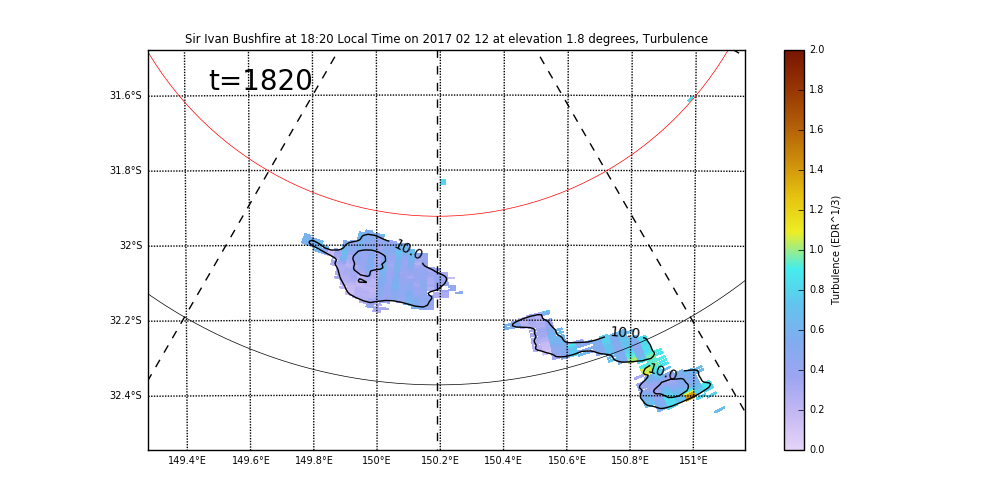 Sir Ivan Bushfire at 18:20 Local Time on 2017 02 12 at elevation 1.8 degrees, Turbulence
t=1820
31.6°S
31.8°S
32°S
32.2°S
32.4°S
10.0
10.0
10.0
149.4°E 149.6°E 149.8°E 150°E 150.2°E 150.4°E 150.6°E 150.8°E 151°E
2.0
1.8
1.6
1.4
1.2
1.0
0.8
0.6
0.4
0.2
0.0
Turbulence (EDR^1/3)